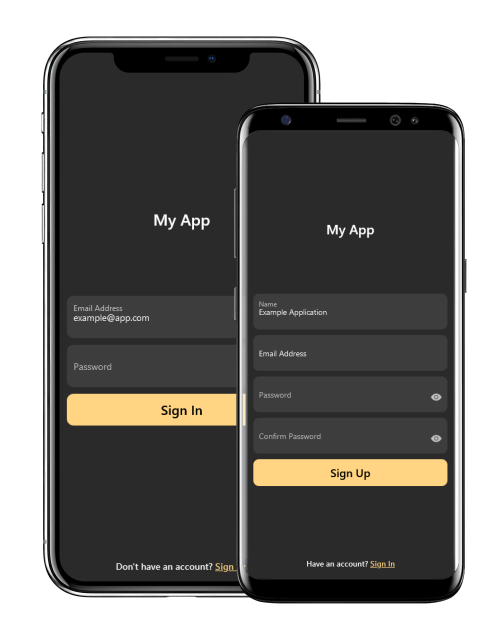 My App
Email Address
example@app.com
Password
Sign In
Don't have an account? Sign
My App
Name
Example Application
Email Address
Password
Confirm Password
Sign Up
Have an account? Sign In